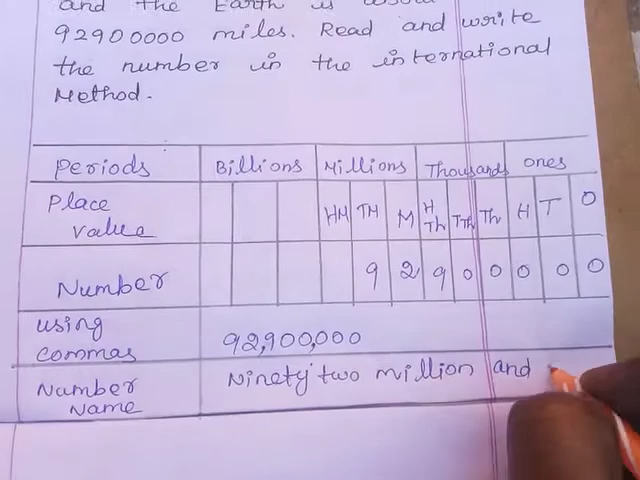 and the Earth is
92900000 miles. Read and write
the number in the international
Method.
Periods Billions Millions Thousands ones
Place HM TM M H Th TTh Th H T O
Value
Number 9 2 9 0 0 0 0 0
using
commas 92,900,000
Number Ninety two million and
Name